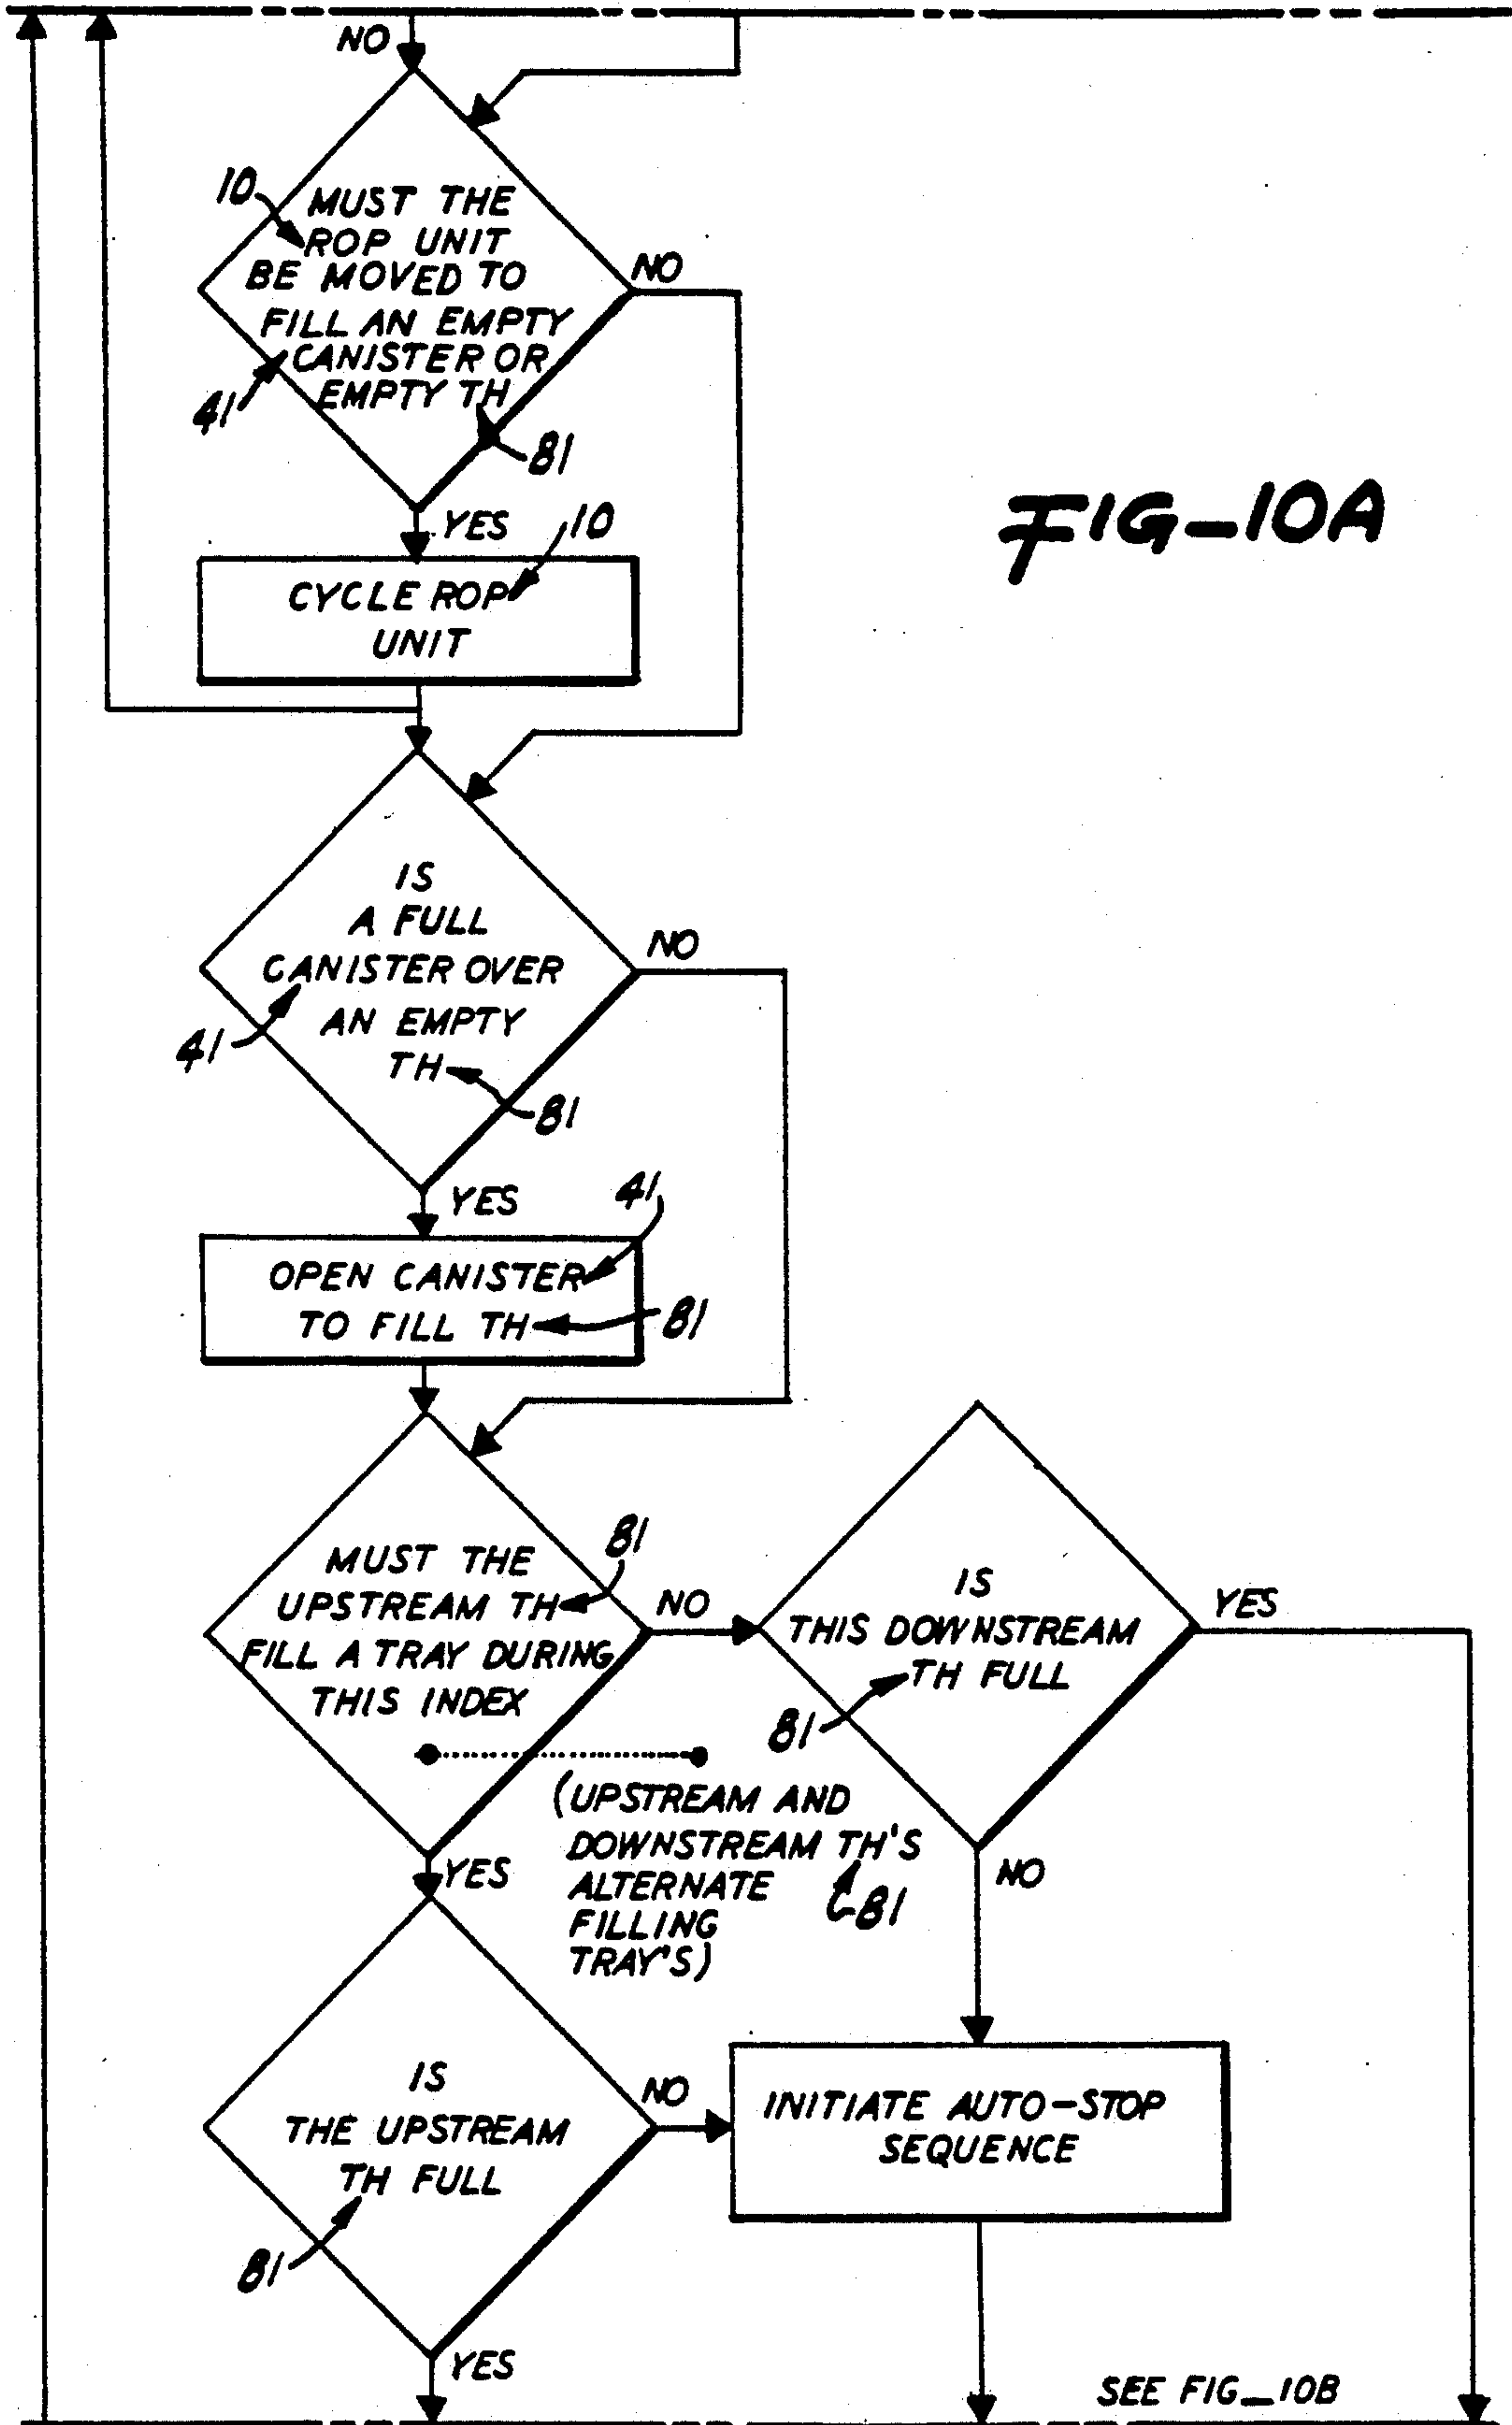 NO
10
MUST THE
ROP UNIT
BE MOVED TO
FILL AN EMPTY
CANISTER OR
EMPTY TH
NO
41
81
YES
10
CYCLE ROP
UNIT
FIG_10A
IS
A FULL
CANISTER OVER
AN EMPTY
TH
NO
41
81
YES
41
OPEN CANISTER
TO FILL TH
81
MUST THE
UPSTREAM TH
FILL A TRAY DURING
THIS INDEX
81
NO
IS
THIS DOWNSTREAM
TH FULL
81
YES
(UPSTREAM AND
DOWNSTREAM TH'S
ALTERNATE
FILLING
TRAY'S)
81
YES
NO
IS
THE UPSTREAM
TH FULL
81
NO
INITIATE AUTO-STOP
SEQUENCE
YES
SEE FIG_10B